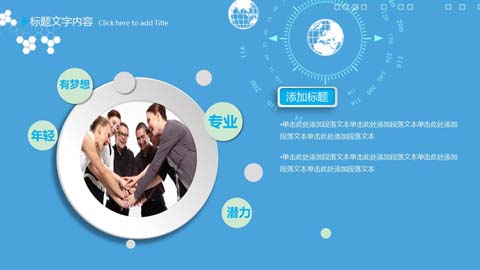 标题文字内容 Click here to add Title
有梦想
年轻
专业
潜力
添加标题
•单击此处添加段落文本单击此处添加段落文本单击此处添加
段落文本单击此处添加段落文本
•单击此处添加段落文本单击此处添加段落文本单击此处添加
段落文本单击此处添加段落文本